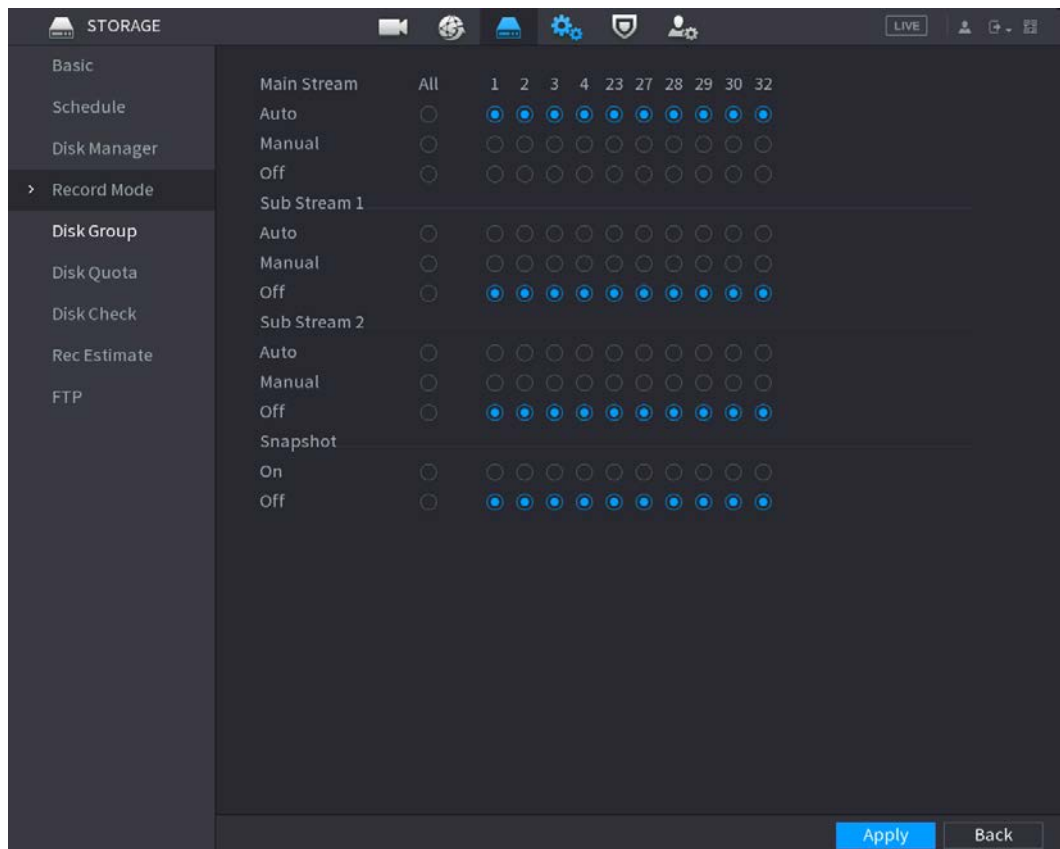 STORAGE LIVE
Basic
Schedule
Disk Manager
Record Mode
Disk Group
Disk Quota
Disk Check
Rec Estimate
FTP
Main Stream All 1 2 3 4 23 27 28 29 30 32
Auto
Manual
Off
Sub Stream 1
Auto
Manual
Off
Sub Stream 2
Auto
Manual
Off
Snapshot
On
Off
Apply Back